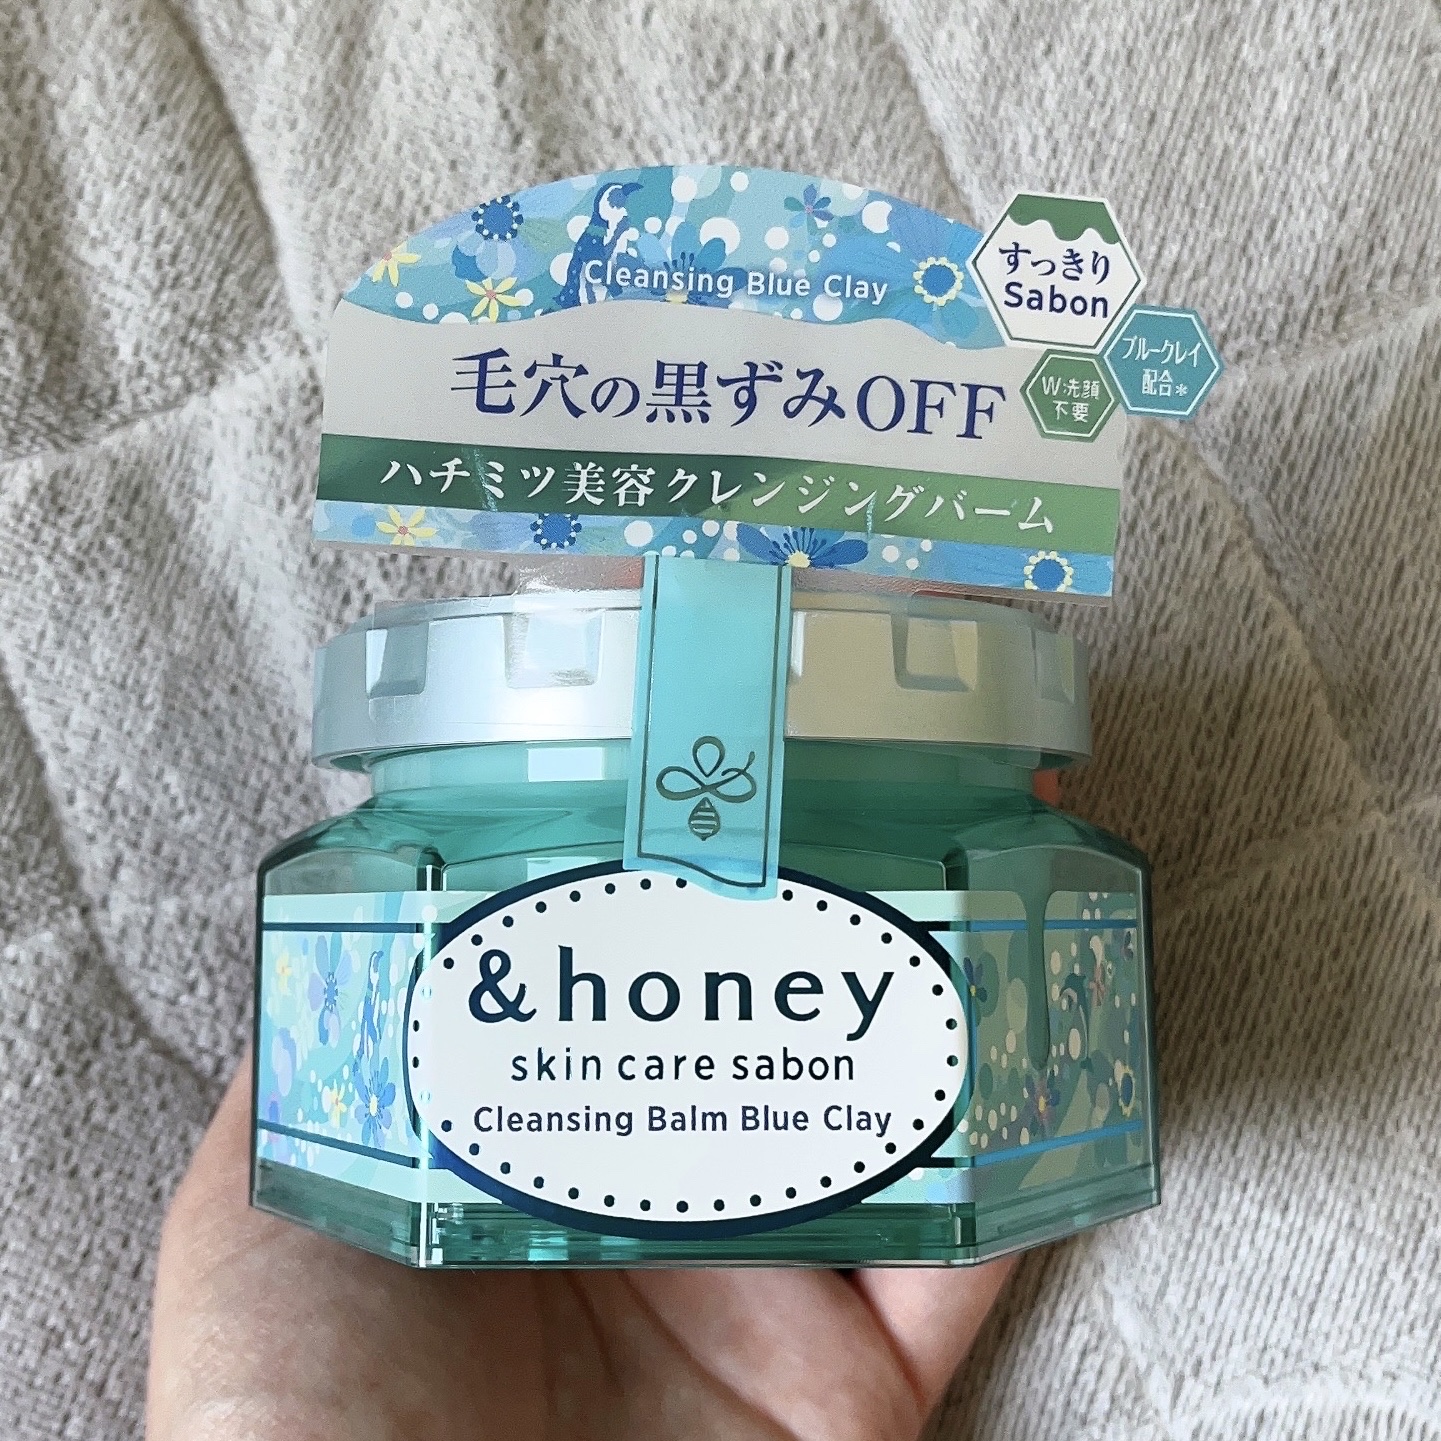 Cleansing Blue Clay
すっきり
Sabon
ブルークレイ
配合*
W洗顔
不要
毛穴の黒ずみOFF
ハチミツ美容クレンジングバーム
&honey
skin care sabon
Cleansing Balm Blue Clay